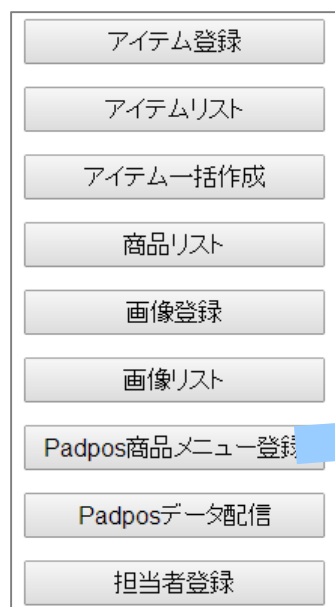 アイテム登録
アイテムリスト
アイテム一括作成
商品リスト
画像登録
画像リスト
Padpos商品メニュー登録
Padposデータ配信
担当者登録